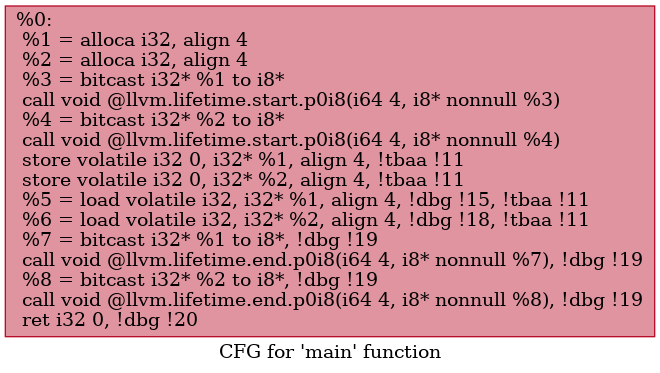 %0:
%1 = alloca i32, align 4
%2 = alloca i32, align 4
%3 = bitcast i32* %1 to i8*
call void @llvm.lifetime.start.p0i8(i64 4, i8* nonnull %3)
%4 = bitcast i32* %2 to i8*
call void @llvm.lifetime.start.p0i8(i64 4, i8* nonnull %4)
store volatile i32 0, i32* %1, align 4, !tbaa !11
store volatile i32 0, i32* %2, align 4, !tbaa !11
%5 = load volatile i32, i32* %1, align 4, !dbg !15, !tbaa !11
%6 = load volatile i32, i32* %2, align 4, !dbg !18, !tbaa !11
%7 = bitcast i32* %1 to i8*, !dbg !19
call void @llvm.lifetime.end.p0i8(i64 4, i8* nonnull %7), !dbg !19
%8 = bitcast i32* %2 to i8*, !dbg !19
call void @llvm.lifetime.end.p0i8(i64 4, i8* nonnull %8), !dbg !19
ret i32 0, !dbg !20
CFG for 'main' function